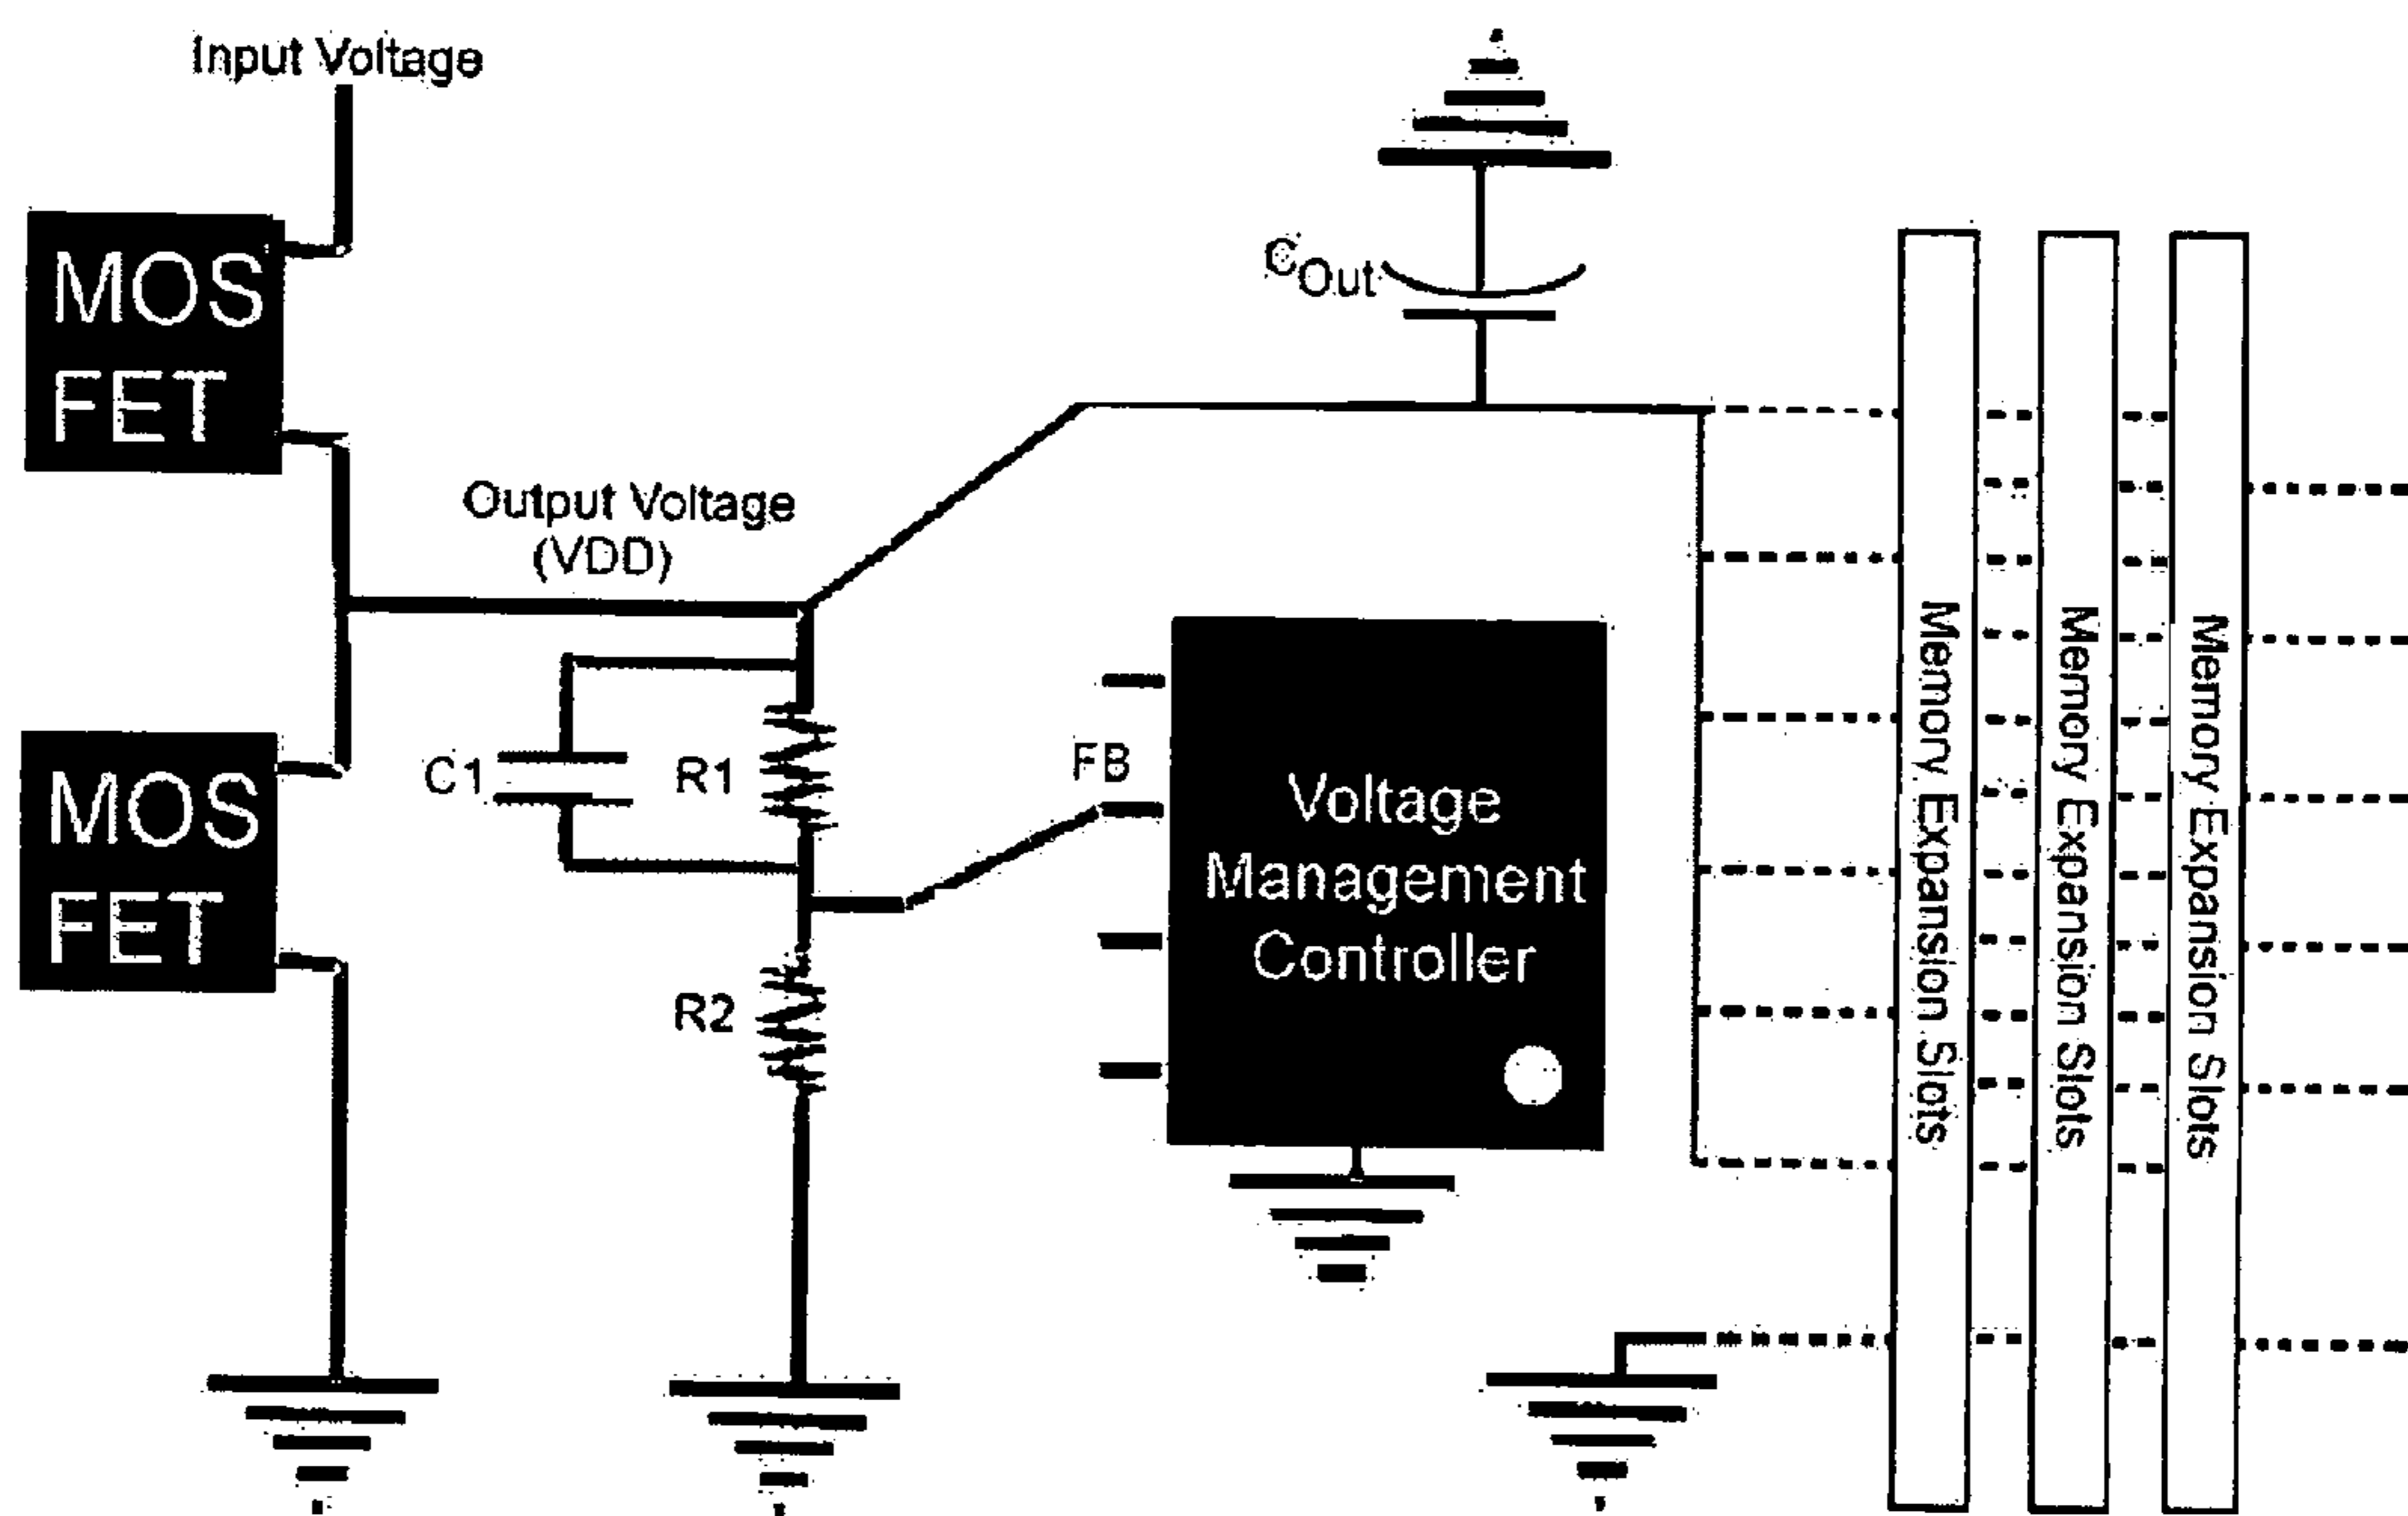 Input Voltage
MOS
FET
C Out
Output Voltage
(VDD)
MOS
FET
C1
R1
FB
R2
Voltage
Management
Controller
Memory Expansion Slots
Memory Expansion Slots
Memory Expansion Slots